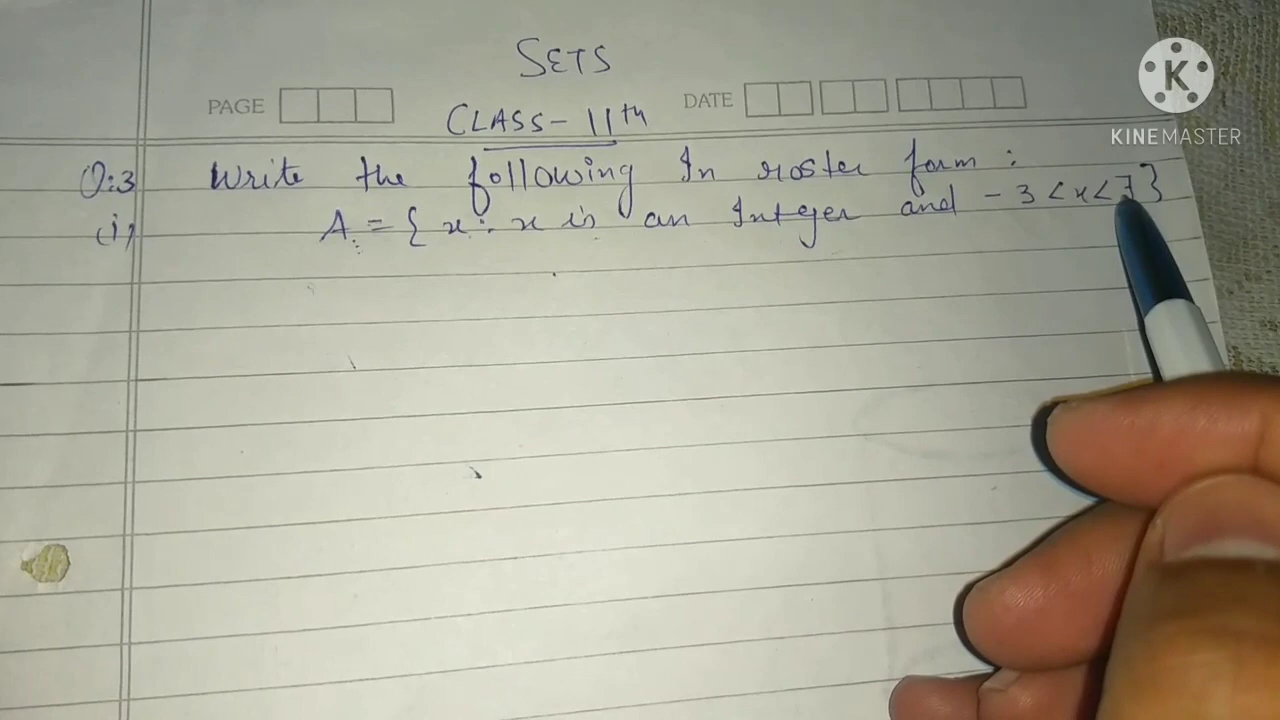 SETS
PAGE
DATE
CLASS-11th
Q:3 Write the following In roster form:
(i) A = { x : x is an Integer and -3 < x < 7}
K
KINEMASTER